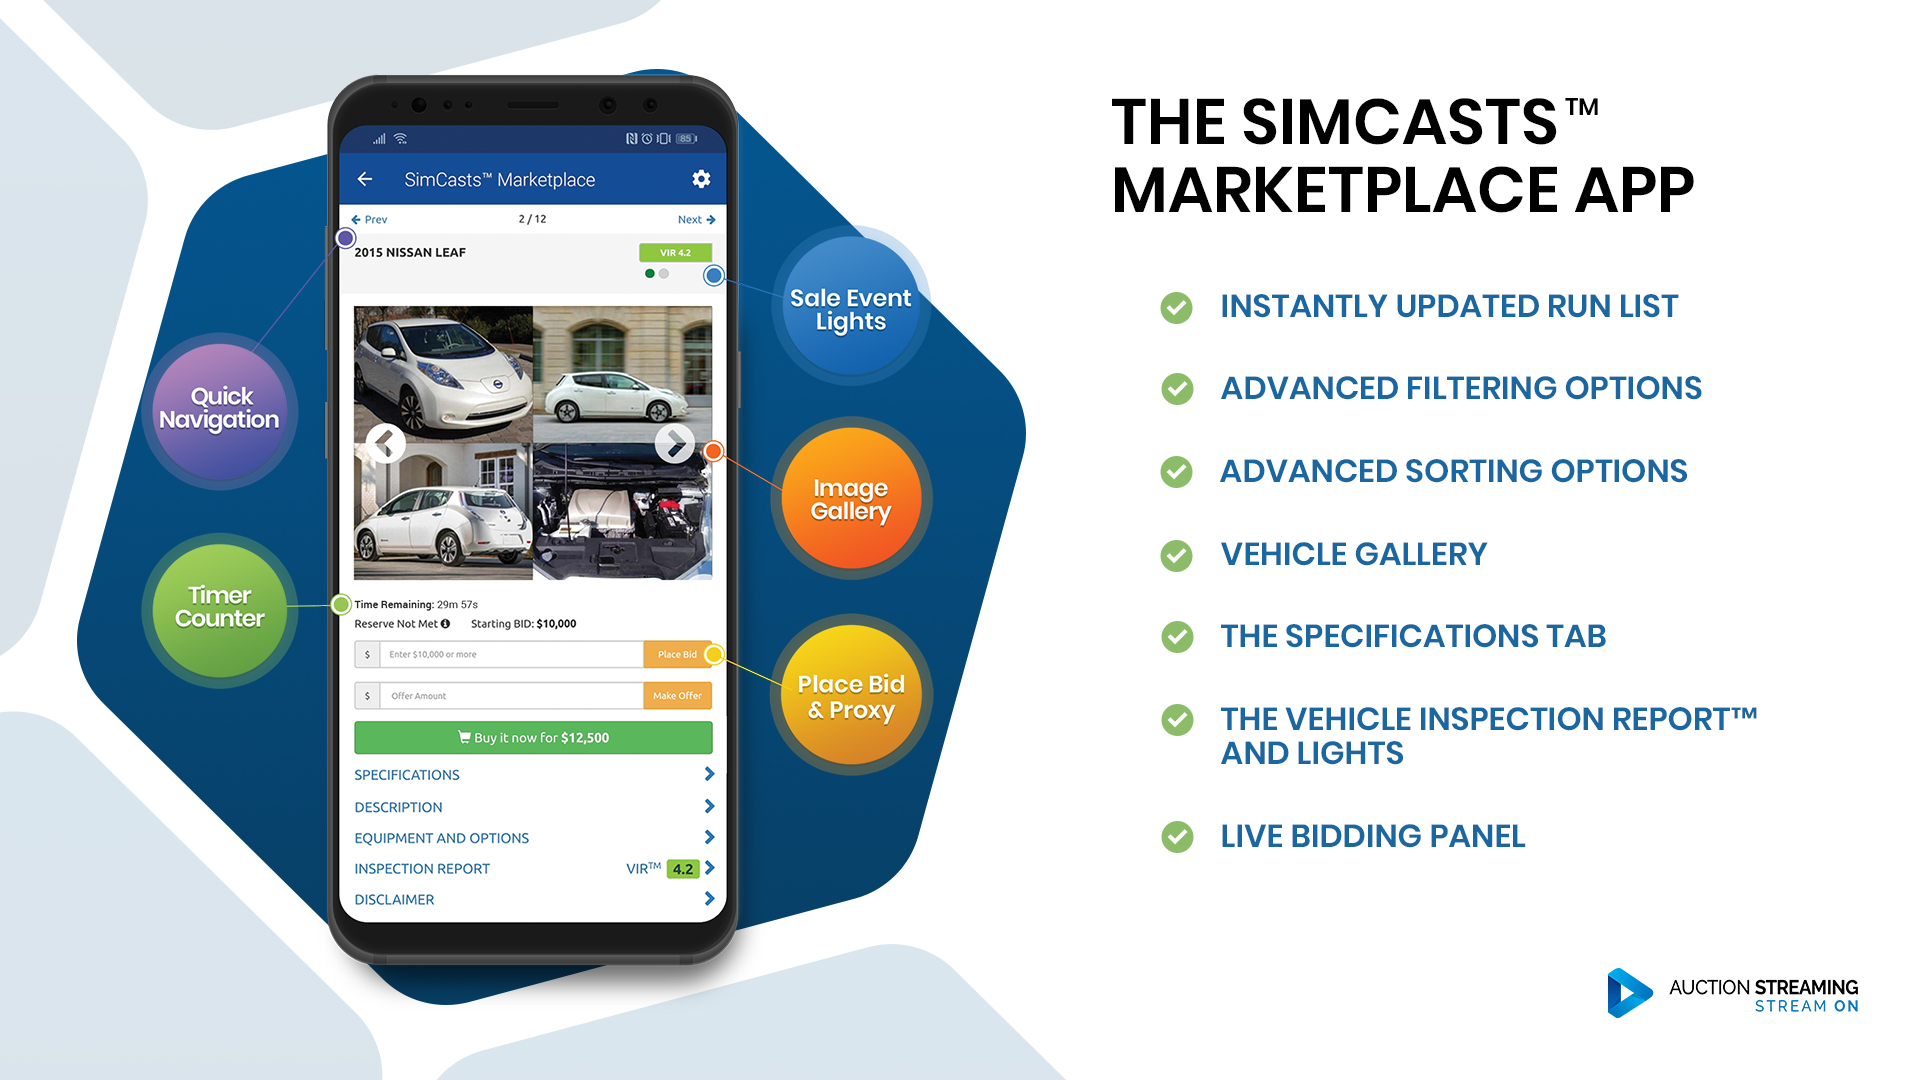 THE SIMCASTS™
MARKETPLACE APP
INSTANTLY UPDATED RUN LIST
ADVANCED FILTERING OPTIONS
ADVANCED SORTING OPTIONS
VEHICLE GALLERY
THE SPECIFICATIONS TAB
THE VEHICLE INSPECTION REPORT™
AND LIGHTS
LIVE BIDDING PANEL
85
SimCasts™ Marketplace
Prev 2 / 12 Next
2015 NISSAN LEAF VIR 4.2
Time Remaining: 29m 57s
Reserve Not Met Starting BID: $10,000
$ Enter $10,000 or more Place Bid
$ Offer Amount Make Offer
Buy it now for $12,500
SPECIFICATIONS
DESCRIPTION
EQUIPMENT AND OPTIONS
INSPECTION REPORT VIR™ 4.2
DISCLAIMER
Quick
Navigation
Timer
Counter
Sale Event
Lights
Image
Gallery
Place Bid
& Proxy
AUCTION STREAMING
STREAM ON